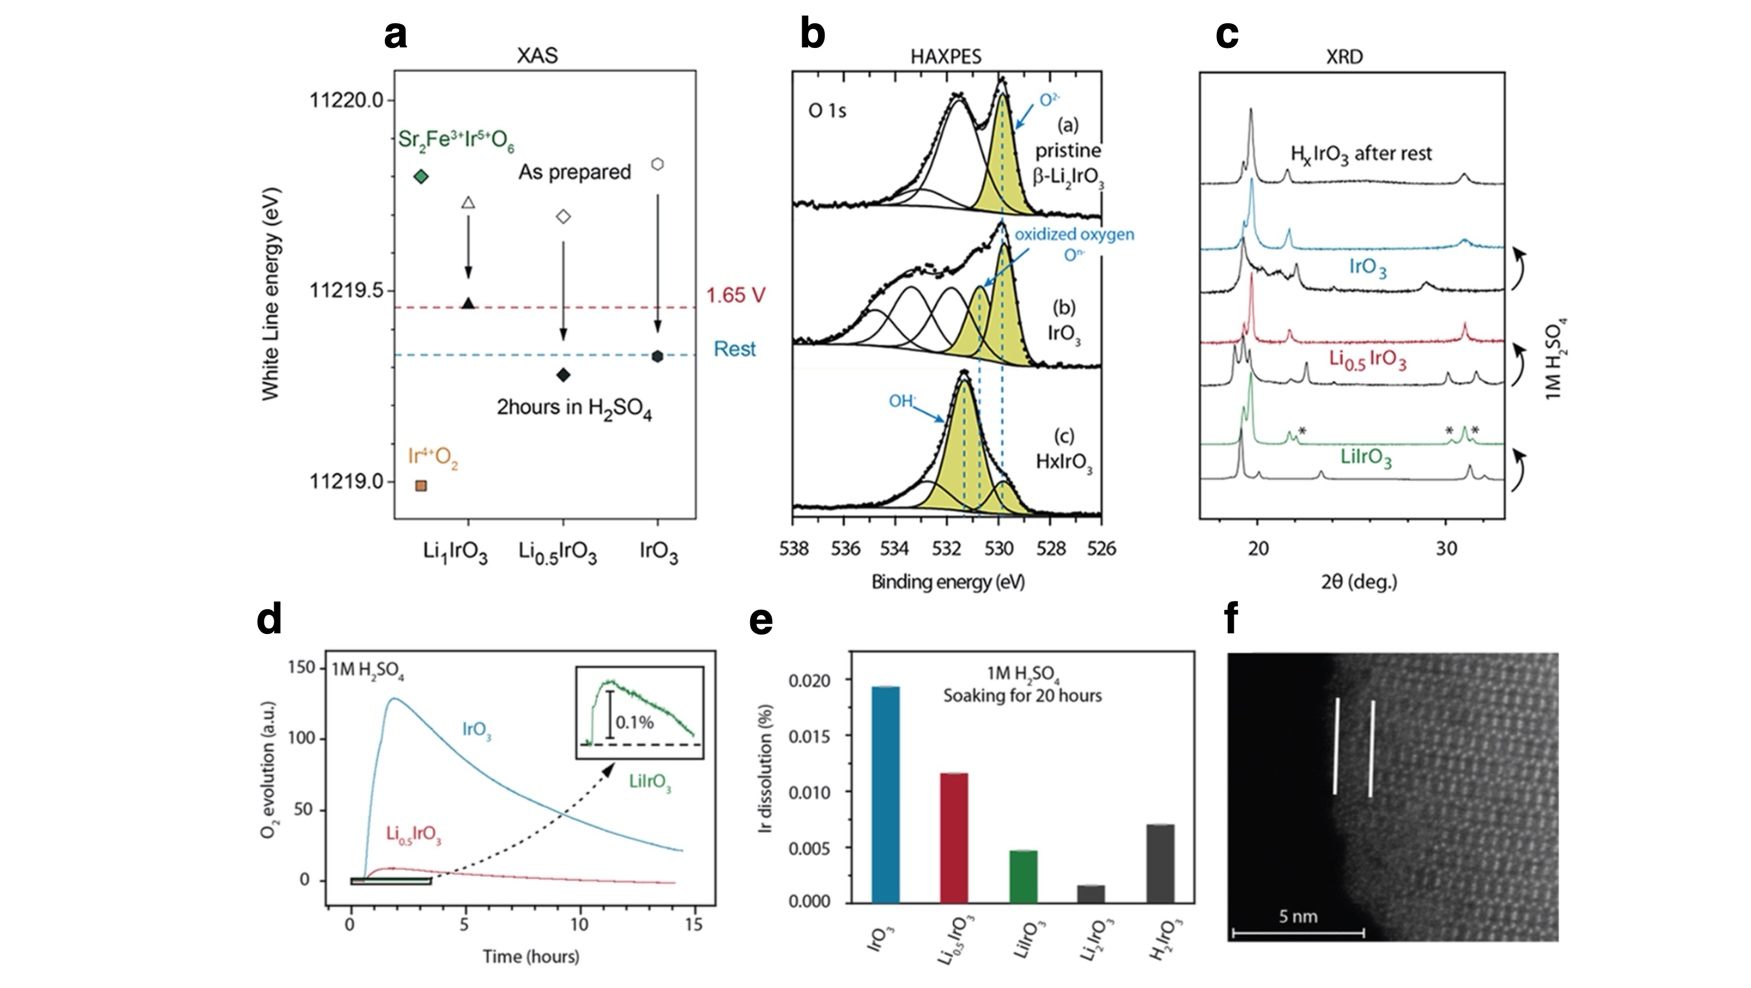 a
XAS
11220.0
11219.5
11219.0
White Line energy (eV)
Sr₂Fe³⁺Ir⁵⁺O₆
As prepared
1.65 V
Rest
2hours in H₂SO₄
Ir⁴⁺O₂
Li₁IrO₃ Li₀.₅IrO₃ IrO₃
b
HAXPES
O 1s
O²⁻
(a)
pristine
β-Li₂IrO₃
oxidized oxygen
Oⁿ⁻
(b)
IrO₃
OH⁻
(c)
HxIrO₃
538 536 534 532 530 528 526
Binding energy (eV)
c
XRD
HₓIrO₃ after rest
IrO₃
Li₀.₅ IrO₃
* * *
LiIrO₃
1M H₂SO₄
20 30
2θ (deg.)
d
1M H₂SO₄
150
100
50
0
O₂ evolution (a.u.)
IrO₃
0.1%
LiIrO₃
Li₀.₅IrO₃
0 5 10 15
Time (hours)
e
1M H₂SO₄
Soaking for 20 hours
0.020
0.015
0.010
0.005
0.000
Ir dissolution (%)
IrO₃ Li₀.₅IrO₃ LiIrO₃ Li₂IrO₃ H₂IrO₃
f
5 nm